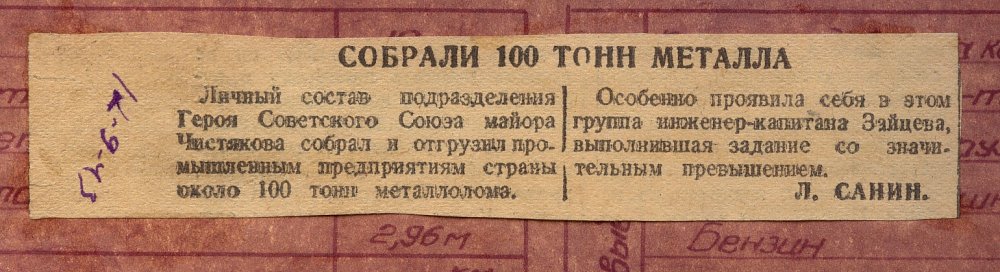 СОБРАЛИ 100 ТОНН МЕТАЛЛА
Личный состав подразделения
Героя Советского Союза майора
Чистякова собрал и отгрузил про-
мышленным предприятиям страны
около 100 тонн металлолома.
Особенно проявила себя в этом
группа инженер-капитана Зайцева,
выполнившая задание со значи-
тельным превышением.
Л. САНИН.
2,96 м
Бензин